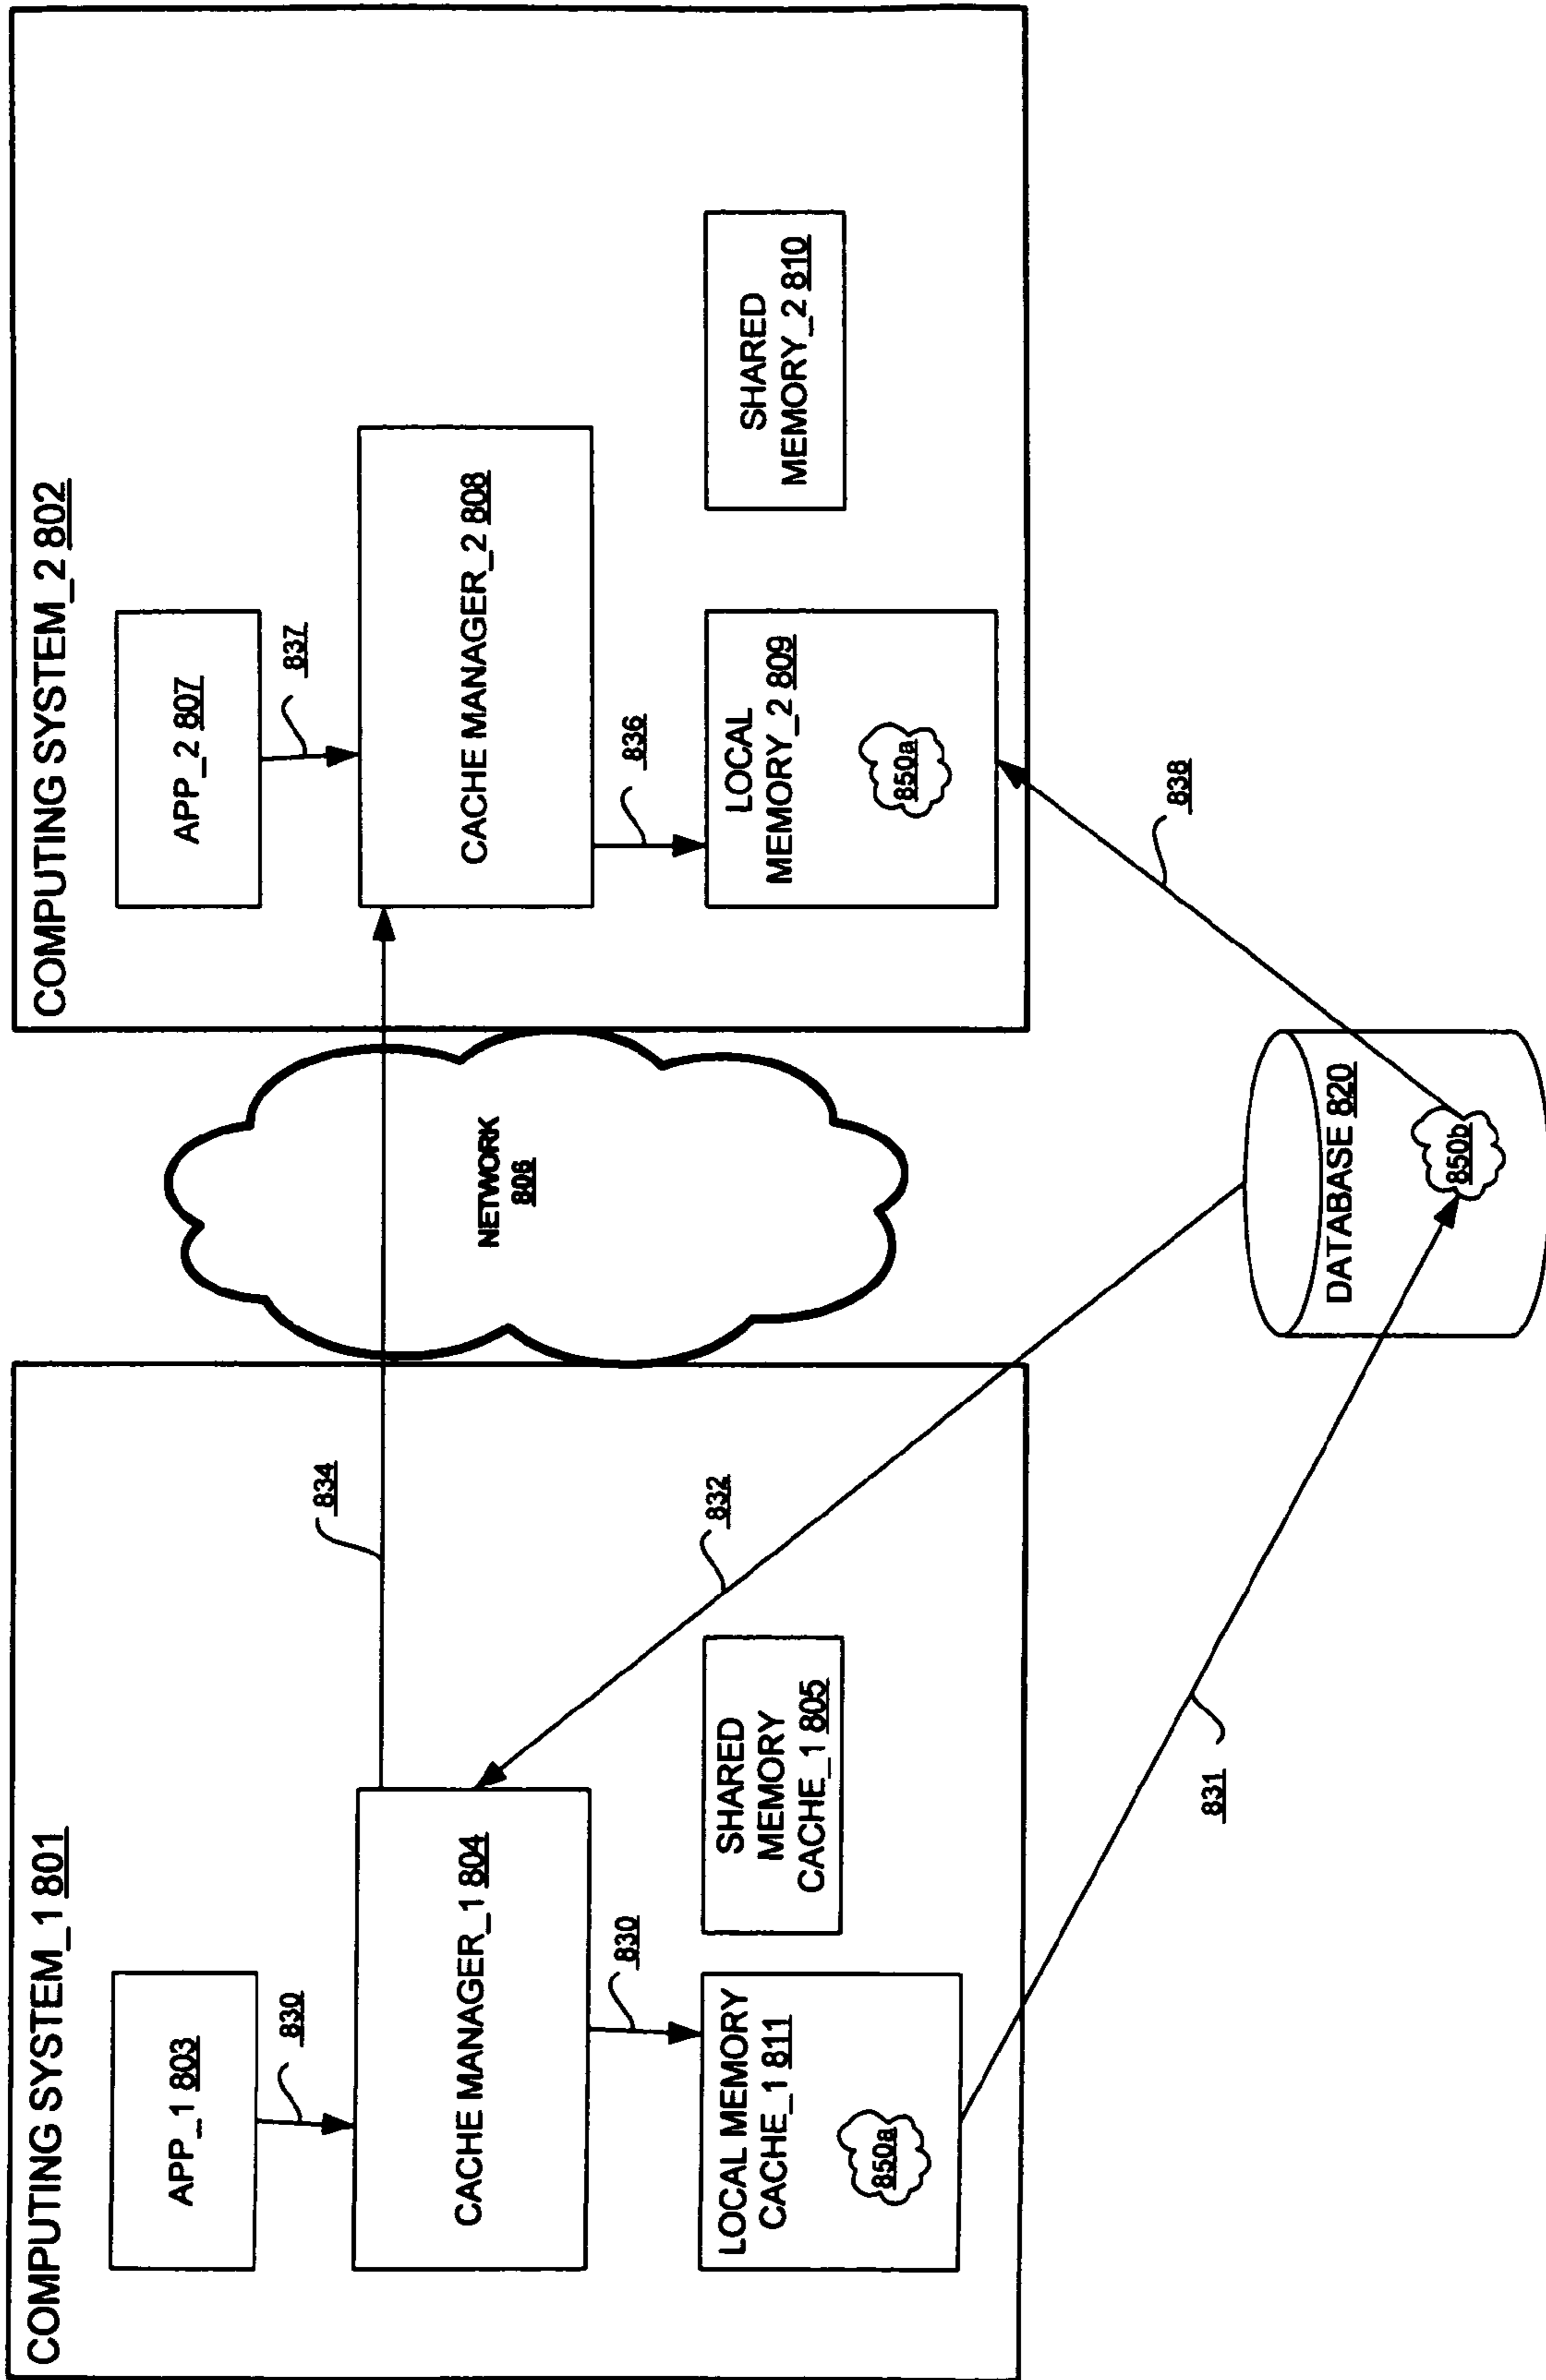 COMPUTING SYSTEM_1 801
APP_1 803
830
CACHE MANAGER_1 804
830
LOCAL MEMORY
CACHE_1 811
850a
SHARED
MEMORY
CACHE_1 805
834
832
831
NETWORK
806
COMPUTING SYSTEM_2 802
APP_2 807
837
CACHE MANAGER_2 808
836
LOCAL
MEMORY_2 809
850a
SHARED
MEMORY_2 810
838
DATABASE 820
850b